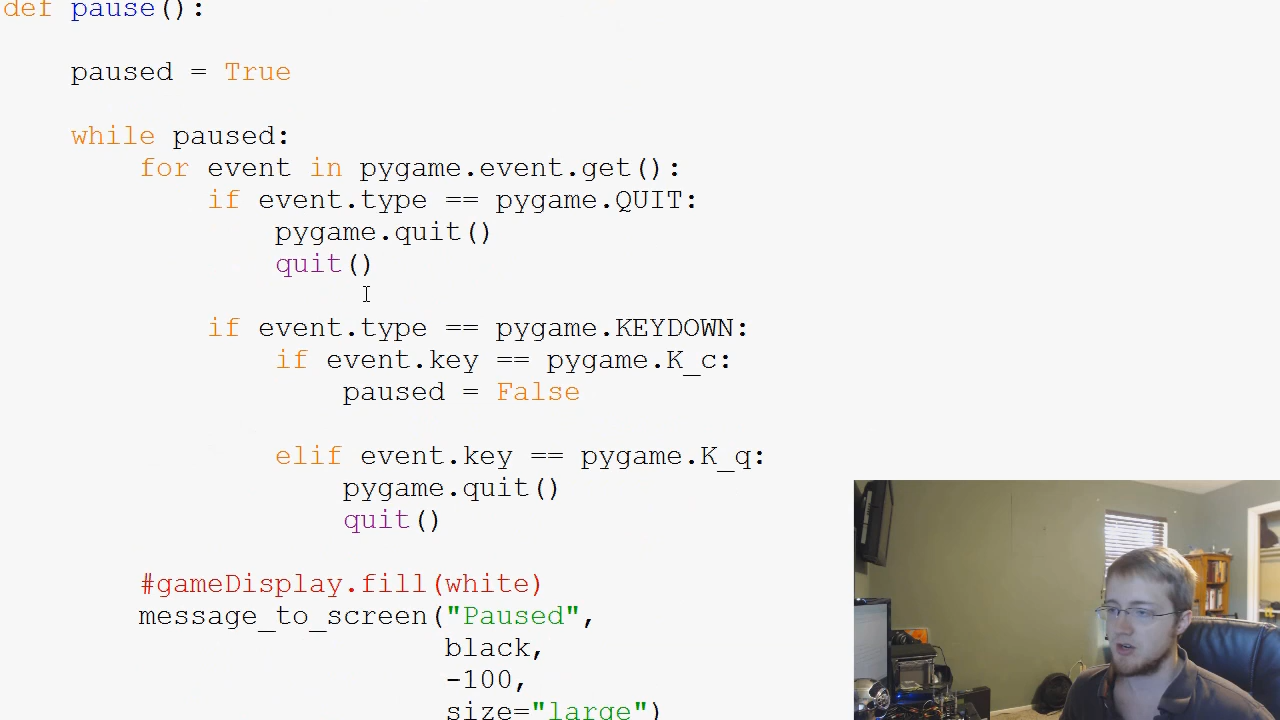 def pause():
paused = True
while paused:
for event in pygame.event.get():
if event.type == pygame.QUIT:
pygame.quit()
quit()
if event.type == pygame.KEYDOWN:
if event.key == pygame.K_c:
paused = False
elif event.key == pygame.K_q:
pygame.quit()
quit()
#gameDisplay.fill(white)
message_to_screen("Paused",
black,
-100,
size="large")